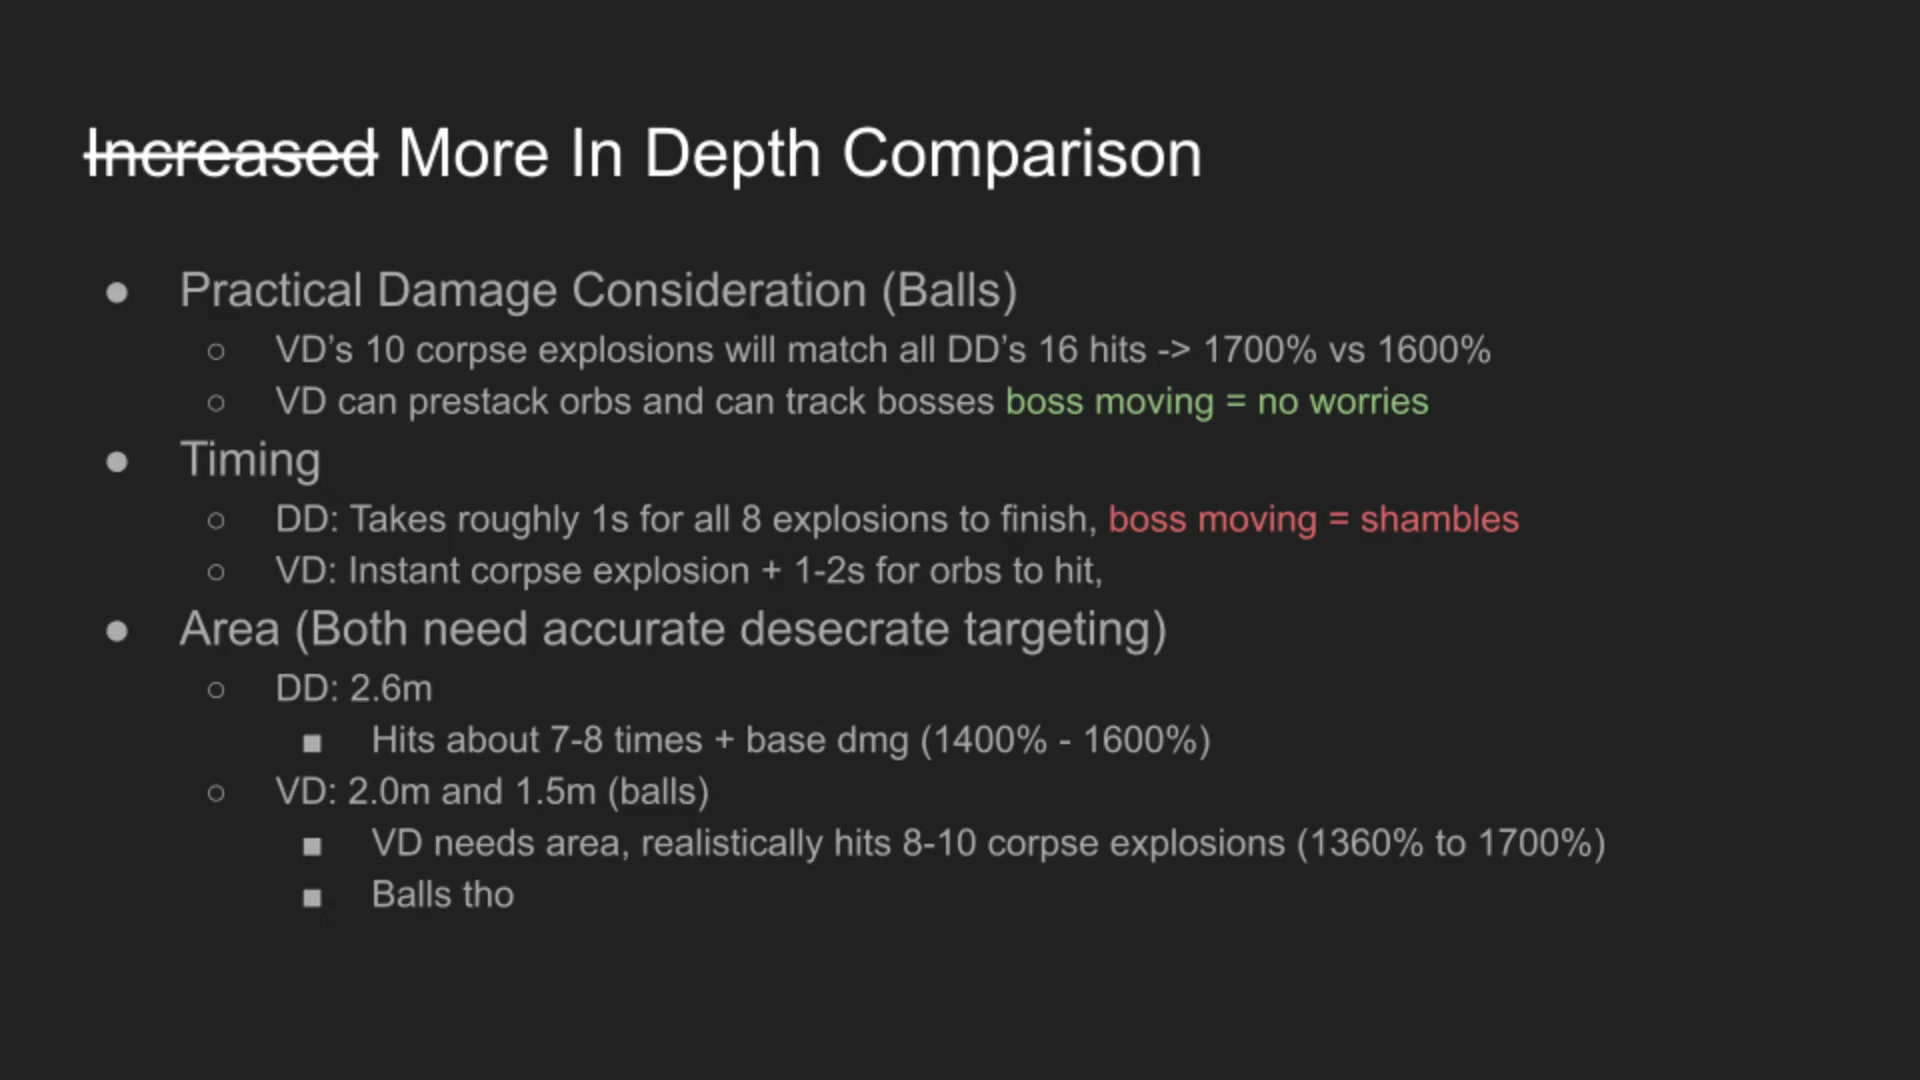 Increased More In Depth Comparison
● Practical Damage Consideration (Balls)
○ VD’s 10 corpse explosions will match all DD’s 16 hits -> 1700% vs 1600%
○ VD can prestack orbs and can track bosses boss moving = no worries
● Timing
○ DD: Takes roughly 1s for all 8 explosions to finish, boss moving = shambles
○ VD: Instant corpse explosion + 1-2s for orbs to hit,
● Area (Both need accurate desecrate targeting)
○ DD: 2.6m
■ Hits about 7-8 times + base dmg (1400% - 1600%)
○ VD: 2.0m and 1.5m (balls)
■ VD needs area, realistically hits 8-10 corpse explosions (1360% to 1700%)
■ Balls tho